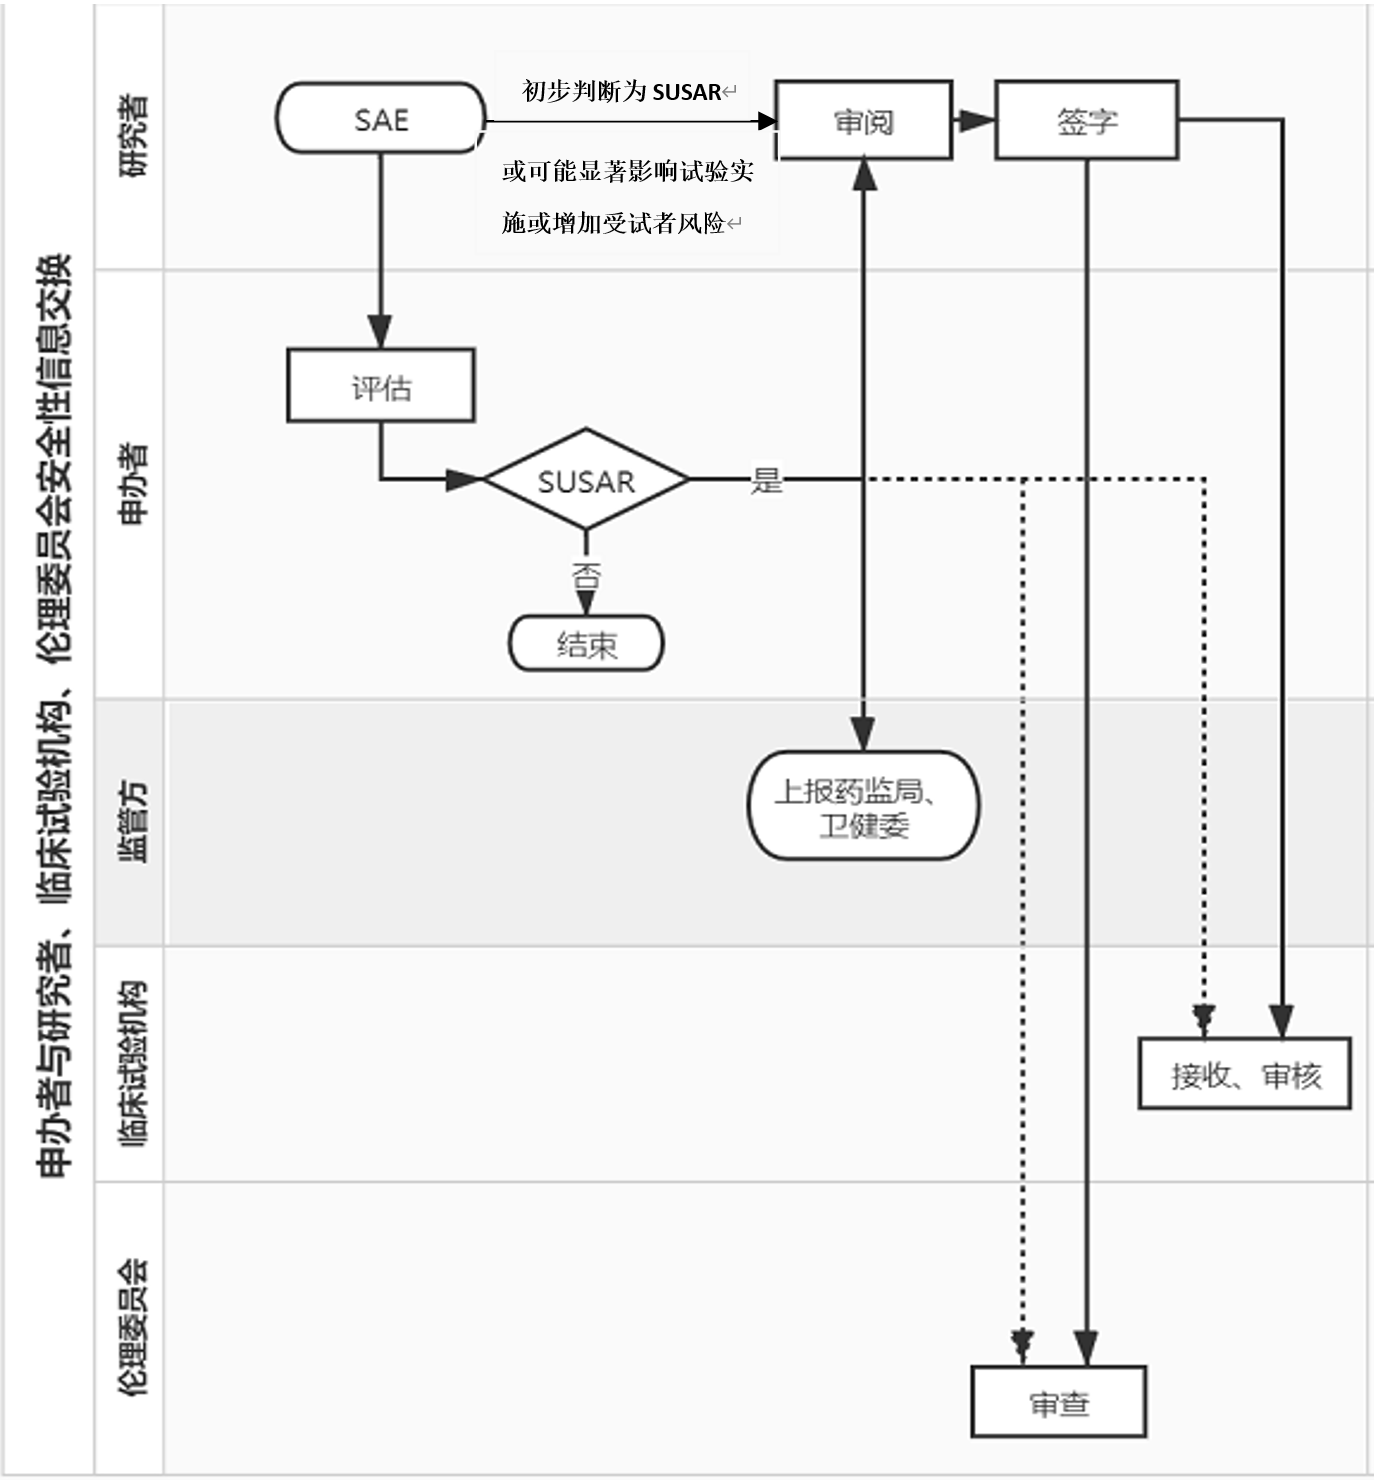 申办者与研究者、临床试验机构、伦理委员会安全性信息交换
研究者
SAE
初步判断为 SUSAR↵
或可能显著影响试验实
施或增加受试者风险↵
审阅
签字
申办者
评估
SUSAR
是
否
结束
监管方
上报药监局、
卫健委
临床试验机构
接收、审核
伦理委员会
审查